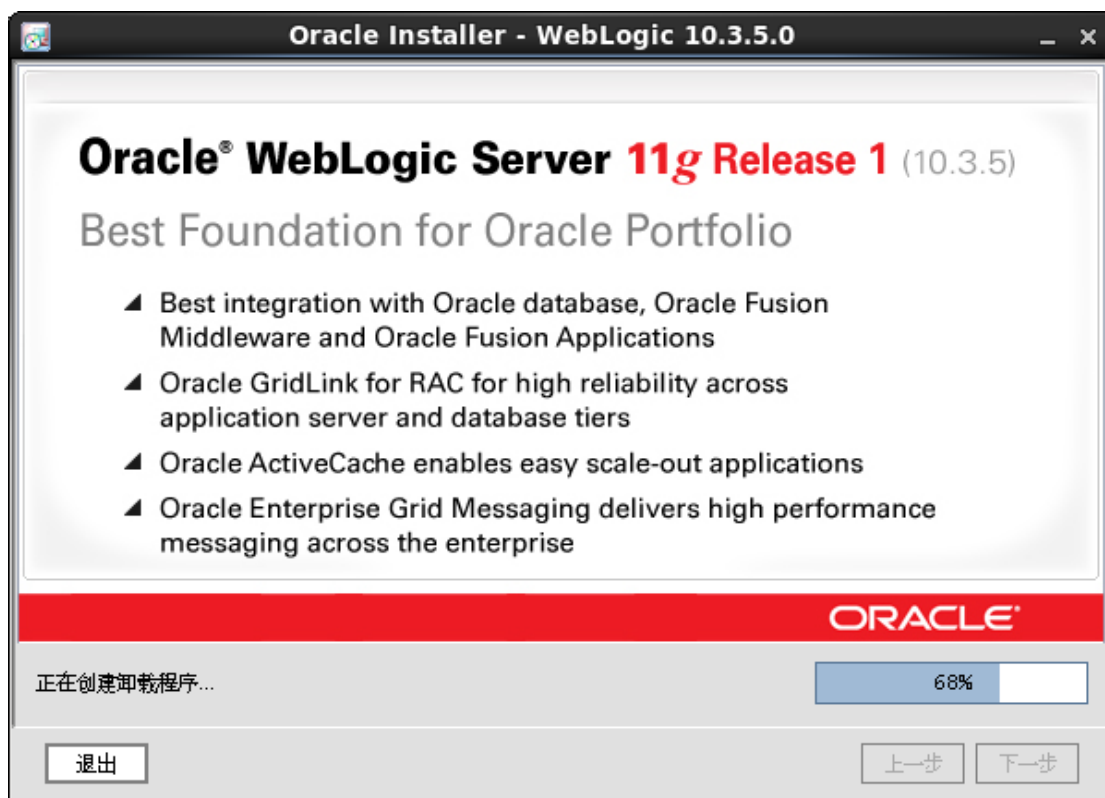 Oracle Installer - WebLogic 10.3.5.0
Oracle® WebLogic Server 11g Release 1 (10.3.5)
Best Foundation for Oracle Portfolio
Best integration with Oracle database, Oracle Fusion
Middleware and Oracle Fusion Applications
Oracle GridLink for RAC for high reliability across
application server and database tiers
Oracle ActiveCache enables easy scale-out applications
Oracle Enterprise Grid Messaging delivers high performance
messaging across the enterprise
ORACLE®
正在创建卸载程序... 68%
退出 上一步 下一步